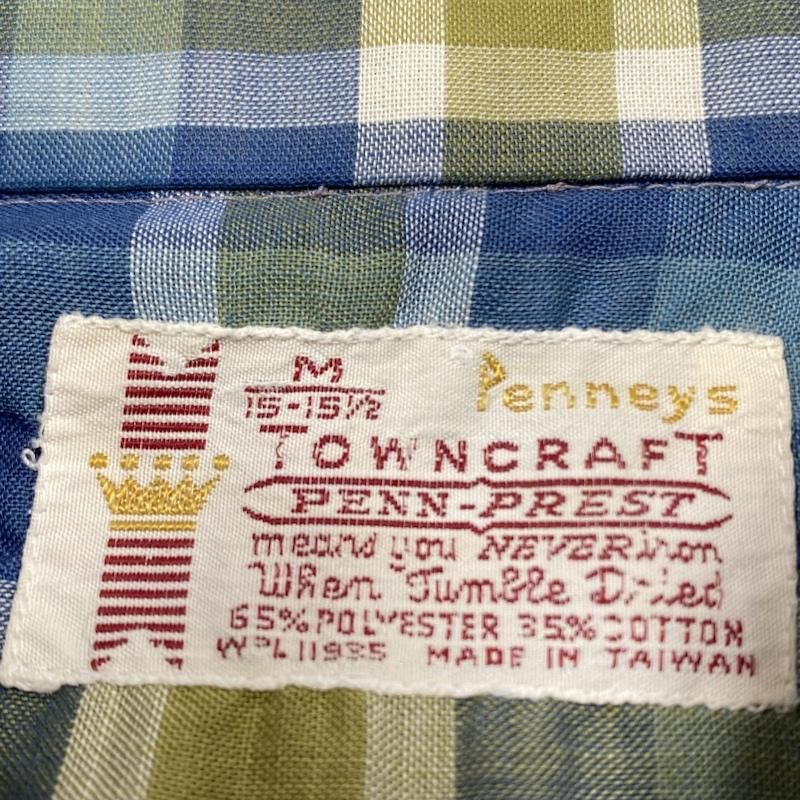 M
15-15½
Penneys
TOWNCRAFT
PENN-PREST
means you NEVER iron
When Tumble Dried
65% POLYESTER 35% COTTON
WPL 11935 MADE IN TAIWAN